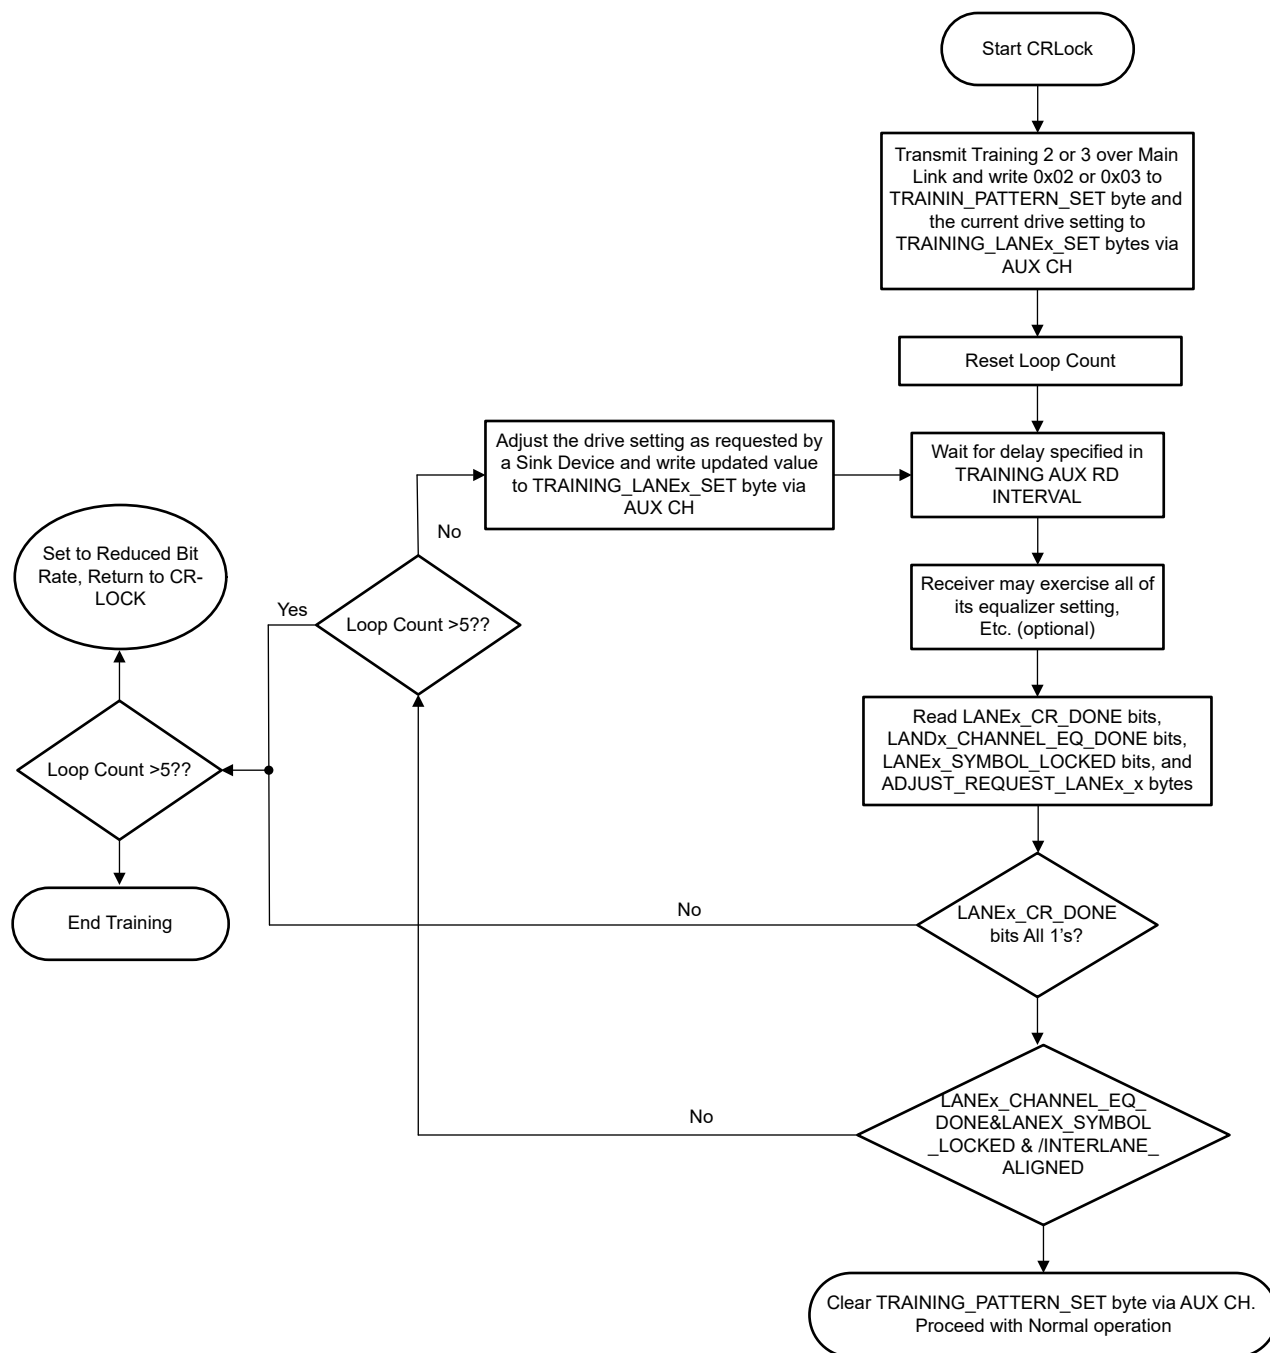 Start CRLock
Transmit Training 2 or 3 over Main
Link and write 0x02 or 0x03 to
TRAININ_PATTERN_SET byte and
the current drive setting to
TRAINING_LANEx_SET bytes via
AUX CH
Reset Loop Count
Adjust the drive setting as requested by
a Sink Device and write updated value
to TRAINING_LANEx_SET byte via
AUX CH
Wait for delay specified in
TRAINING AUX RD
INTERVAL
No
Set to Reduced Bit
Rate, Return to CR-
LOCK
Yes
Loop Count >5??
Receiver may exercise all of
its equalizer setting,
Etc. (optional)
Loop Count >5??
Read LANEx_CR_DONE bits,
LANDx_CHANNEL_EQ_DONE bits,
LANEx_SYMBOL_LOCKED bits, and
ADJUST_REQUEST_LANEx_x bytes
End Training
No
LANEx_CR_DONE
bits All 1's?
No
LANEx_CHANNEL_EQ_
DONE&LANEX_SYMBOL
_LOCKED & /INTERLANE_
ALIGNED
Clear TRAINING_PATTERN_SET byte via AUX CH.
Proceed with Normal operation